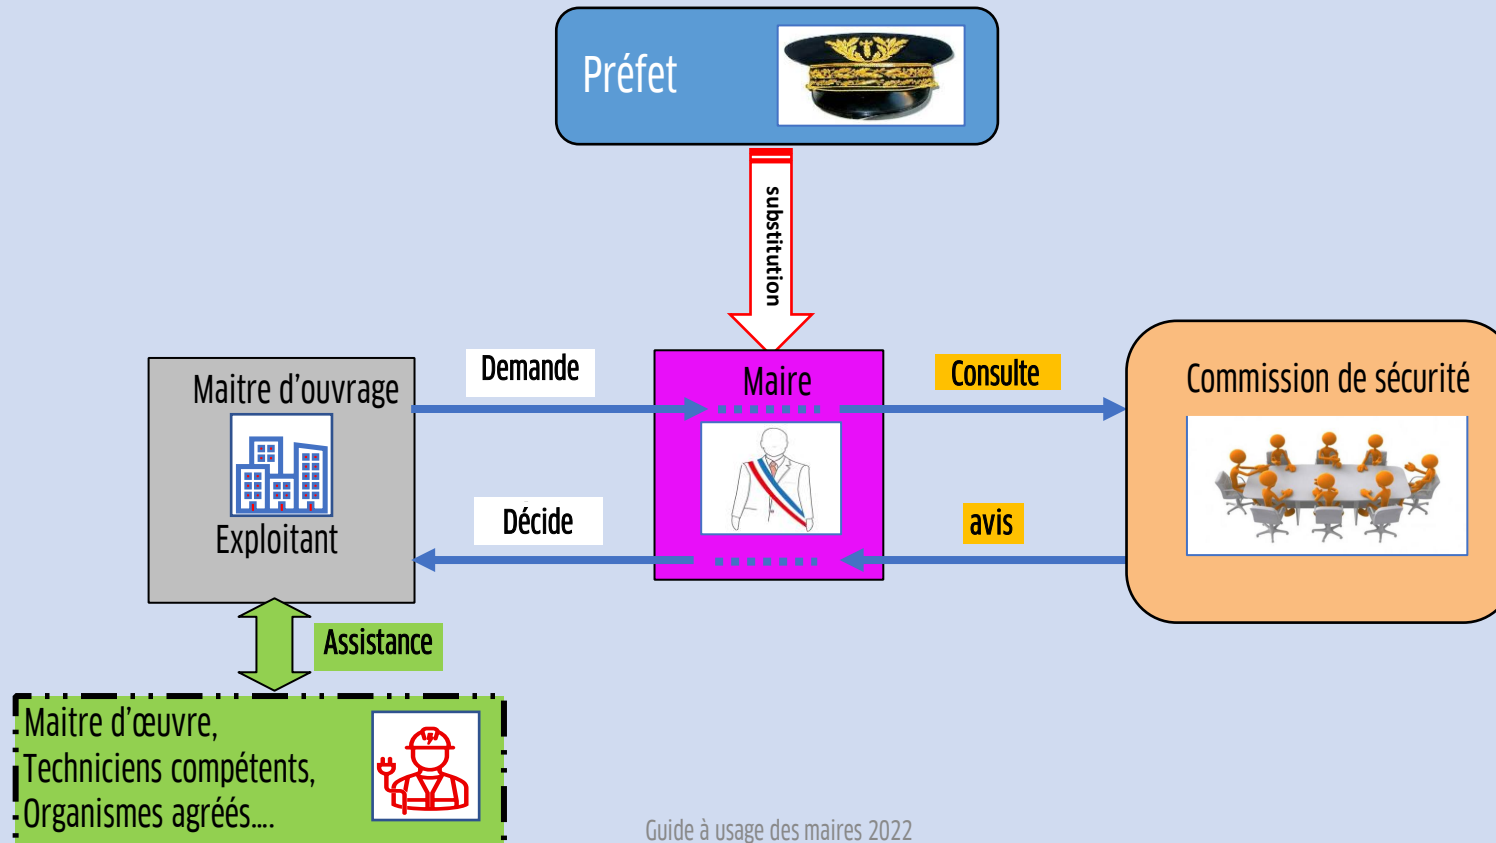 Préfet
substitution
Maitre d'ouvrage
Exploitant
Demande
Décide
Maire
Consulte
avis
Commission de sécurité
Assistance
Maitre d'œuvre,
Techniciens compétents,
Organismes agréés....
Guide à usage des maires 2022